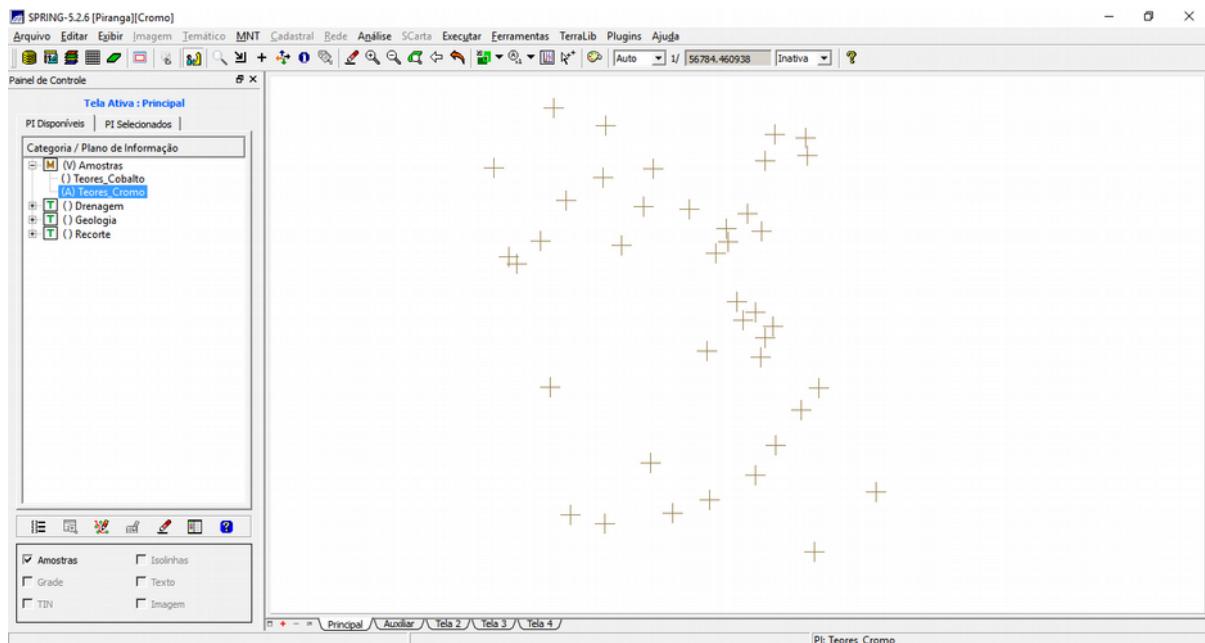 SPRING-5.2.6 [Piranga][Cromo]
Arquivo Editar Exibir Imagem Temático MNT Cadastral Rede Análise SCarta Executar Ferramentas TerraLib Plugins Ajuda
Auto 1/ 56784.460938 Inativa
Painel de Controle
Tela Ativa : Principal
PI Disponíveis PI Selecionados
Categoria / Plano de Informação
M (V) Amostras
() Teores_Cobalto
(A) Teores_Cromo
T () Drenagem
T () Geologia
T () Recorte
Amostras Isolinhas
Grade Texto
TIN Imagem
Principal Auxiliar Tela 2 Tela 3 Tela 4
PI: Teores_Cromo